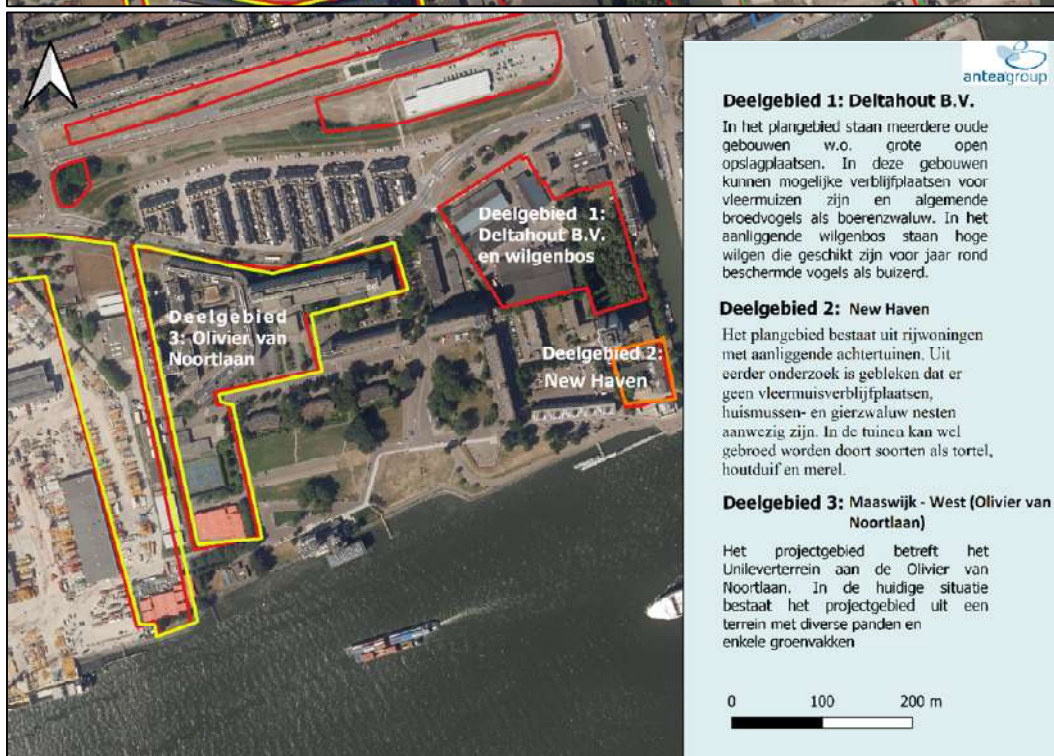 anteagroup
Deelgebied 1: Deltahout B.V.
In het plangebied staan meerdere oude
gebouwen w.o. grote open
opslagplaatsen. In deze gebouwen
kunnen mogelijke verblijfplaatsen voor
vleermuizen zijn en algemende
broedvogels als boerenzwaluw. In het
aanliggende wilgenbos staan hoge
wilgen die geschikt zijn voor jaar rond
beschermde vogels als buizerd.
Deelgebied 2: New Haven
Het plangebied bestaat uit rijwoningen
met aanliggende achtertuinen. Uit
eerder onderzoek is gebleken dat er
geen vleermuisverblijfplaatsen,
huismussen- en gierzwaluw nesten
aanwezig zijn. In de tuinen kan wel
gebroed worden doort soorten als tortel,
houtduif en merel.
Deelgebied 3: Maaswijk - West (Olivier van
Noortlaan)
Het projectgebied betreft het
Unileverterrein aan de Olivier van
Noortlaan. In de huidige situatie
bestaat het projectgebied uit een
terrein met diverse panden en
enkele groenvakken
0 100 200 m
Deelgebied 1:
Deltahout B.V.
en wilgenbos
Deelgebied
3: Olivier van
Noortlaan
Deelgebied 2:
New Haven